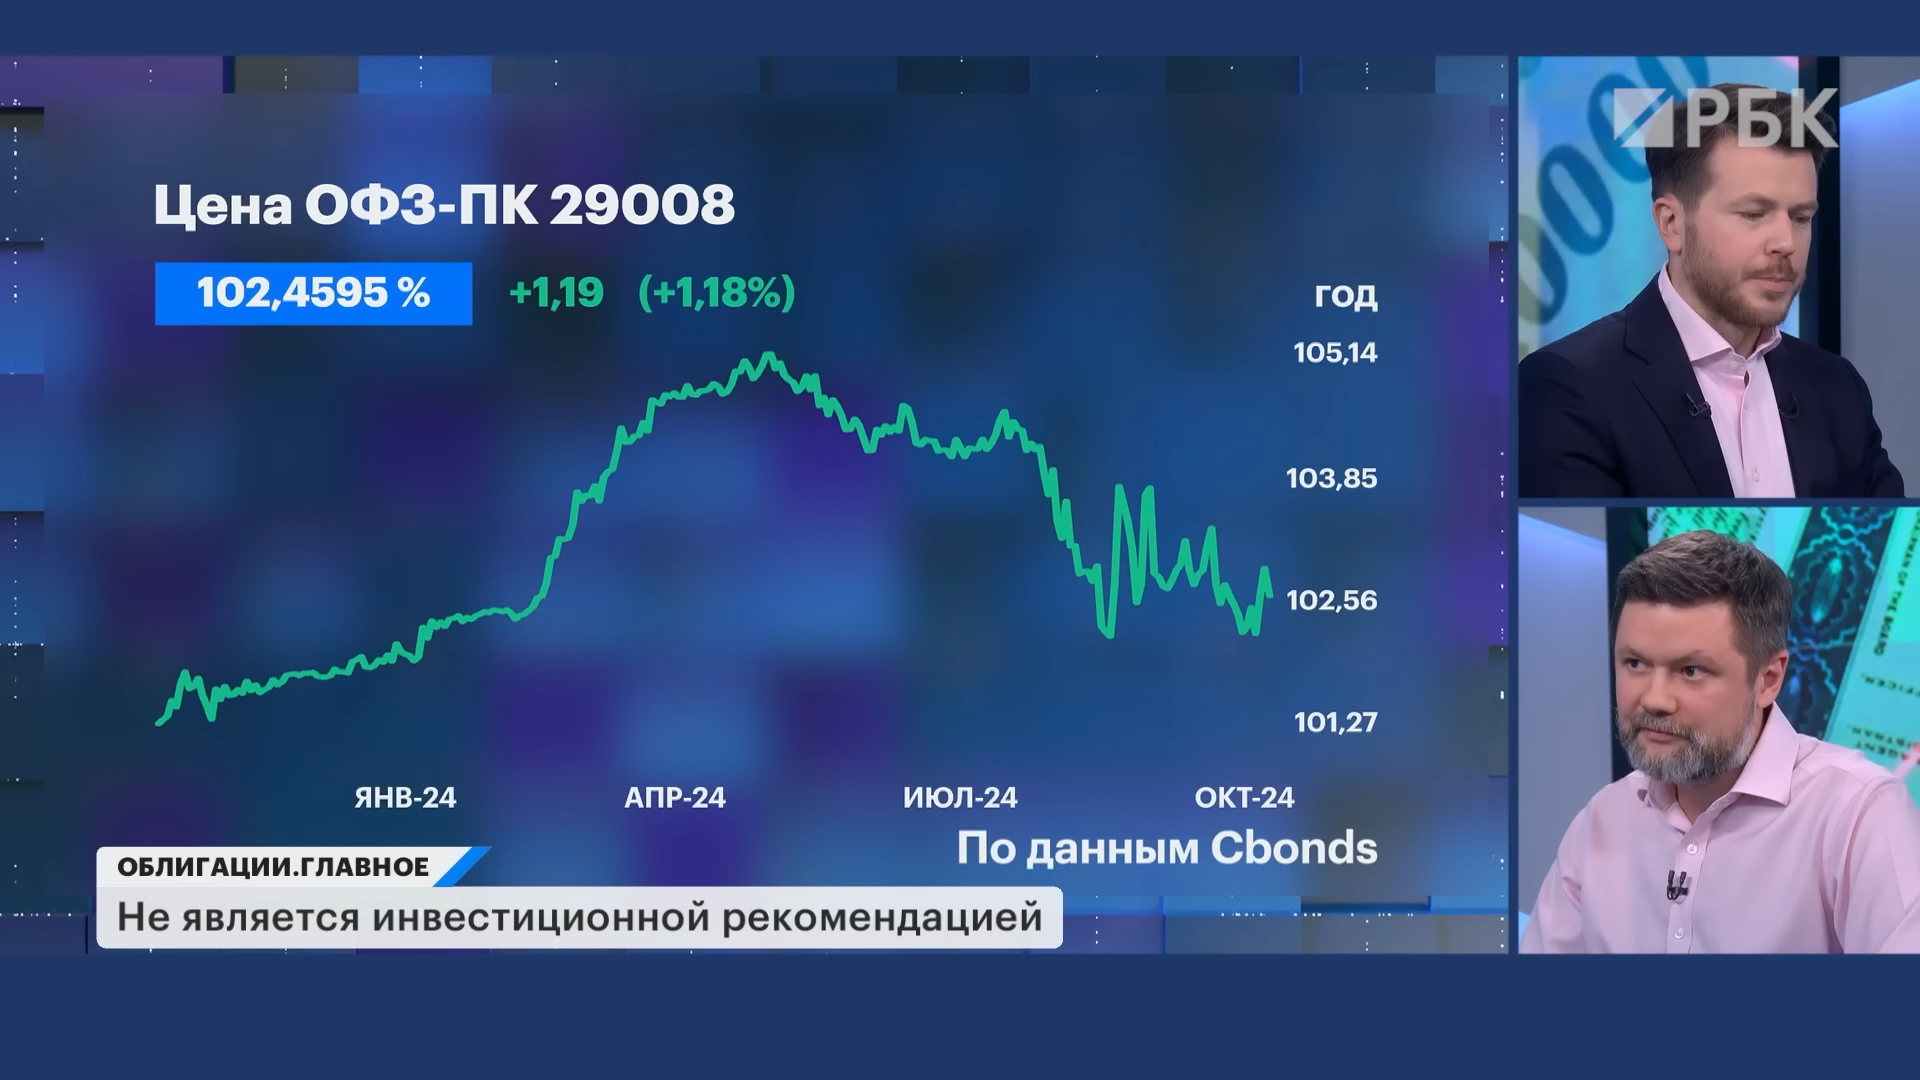 РБК
Цена ОФЗ-ПК 29008
102,4595 %
+1,19
(+1,18%)
ГОД
105,14
103,85
102,56
101,27
ЯНВ-24
АПР-24
ИЮЛ-24
ОКТ-24
По данным Cbonds
ОБЛИГАЦИИ.ГЛАВНОЕ
Не является инвестиционной рекомендацией